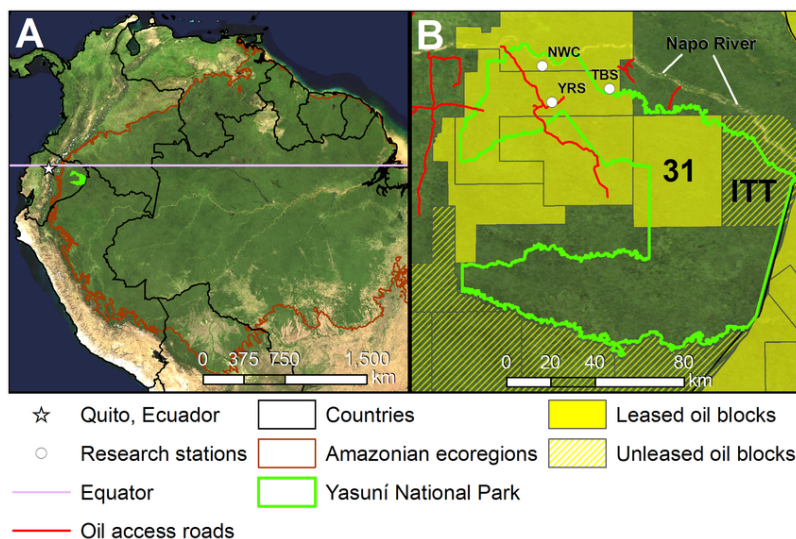 A
0 375 750 1,500
km
B
NWC
TBS
YRS
Napo River
31
ITT
0 20 40 80
km
Quito, Ecuador
Countries
Leased oil blocks
Research stations
Amazonian ecoregions
Unleased oil blocks
Equator
Yasuní National Park
Oil access roads